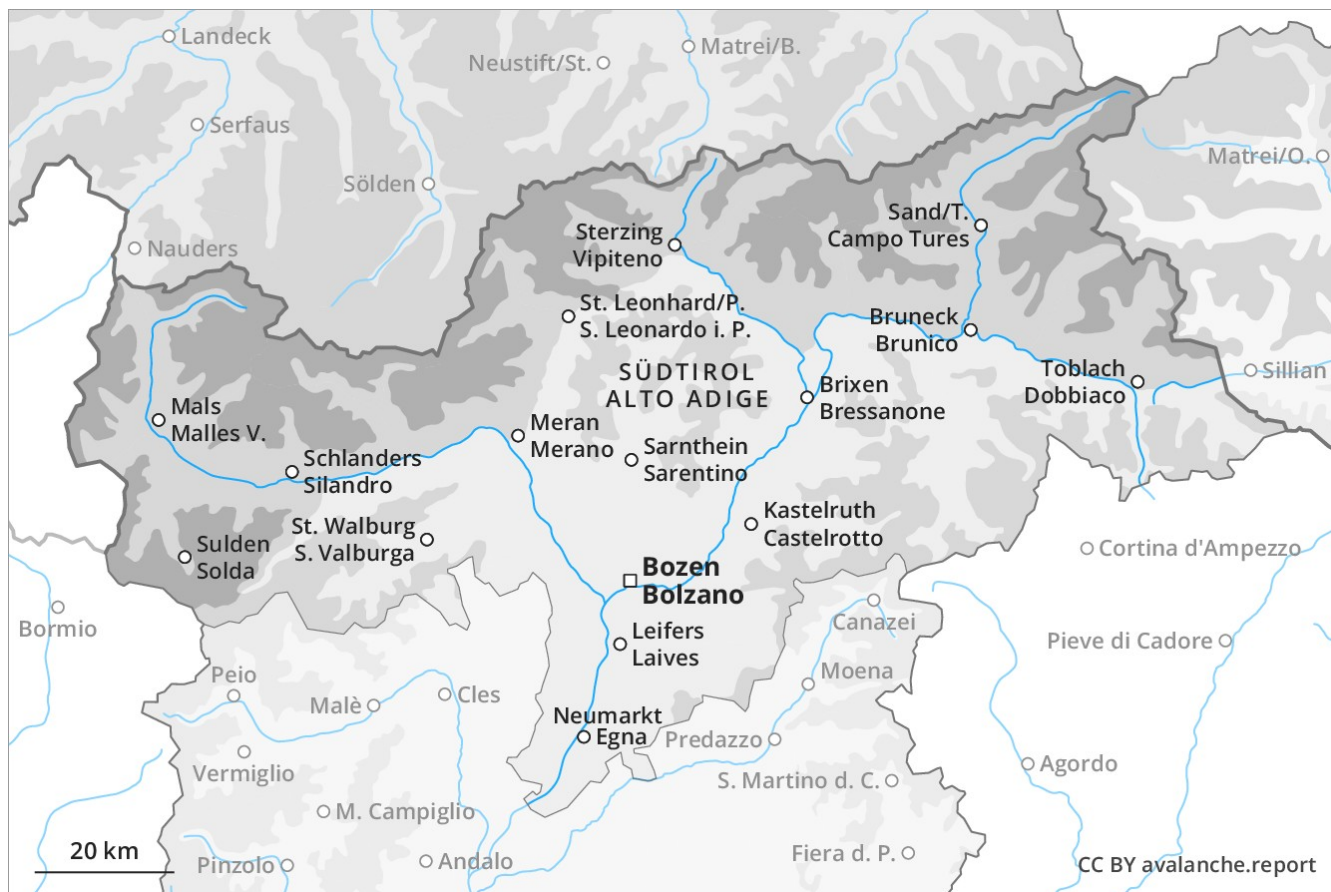 Landeck
Neustift/St.
Matrei/B.
Serfaus
Sölden
Matrei/O.
Nauders
Sterzing
Vipiteno
Sand/T.
Campo Tures
St. Leonhard/P.
S. Leonardo i. P.
Bruneck
Brunico
SÜDTIROL
ALTO ADIGE
Toblach
Dobbiaco
Sillian
Brixen
Bressanone
Mals
Malles V.
Meran
Merano
Sarnthein
Sarentino
Schlanders
Silandro
St. Walburg
S. Valburga
Kastelruth
Castelrotto
Sulden
Solda
Cortina d'Ampezzo
Bozen
Bolzano
Bormio
Canazei
Leifers
Laives
Pieve di Cadore
Peio
Malè
Cles
Moena
Neumarkt
Egna
Predazzo
Vermiglio
Agordo
S. Martino d. C.
M. Campiglio
20 km
Pinzolo
Andalo
Fiera d. P.
CC BY avalanche.report